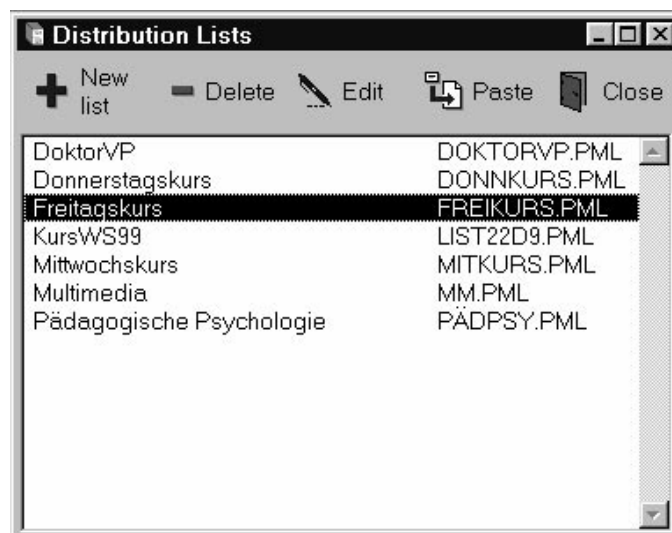 Distribution Lists
New list Delete Edit Paste Close
DoktorVP DOKTORVP.PML
Donnerstagskurs DONNKURS.PML
Freitagskurs FREIKURS.PML
KursWS99 LIST22D9.PML
Mittwochskurs MITKURS.PML
Multimedia MM.PML
Pädagogische Psychologie PÄDPSY.PML